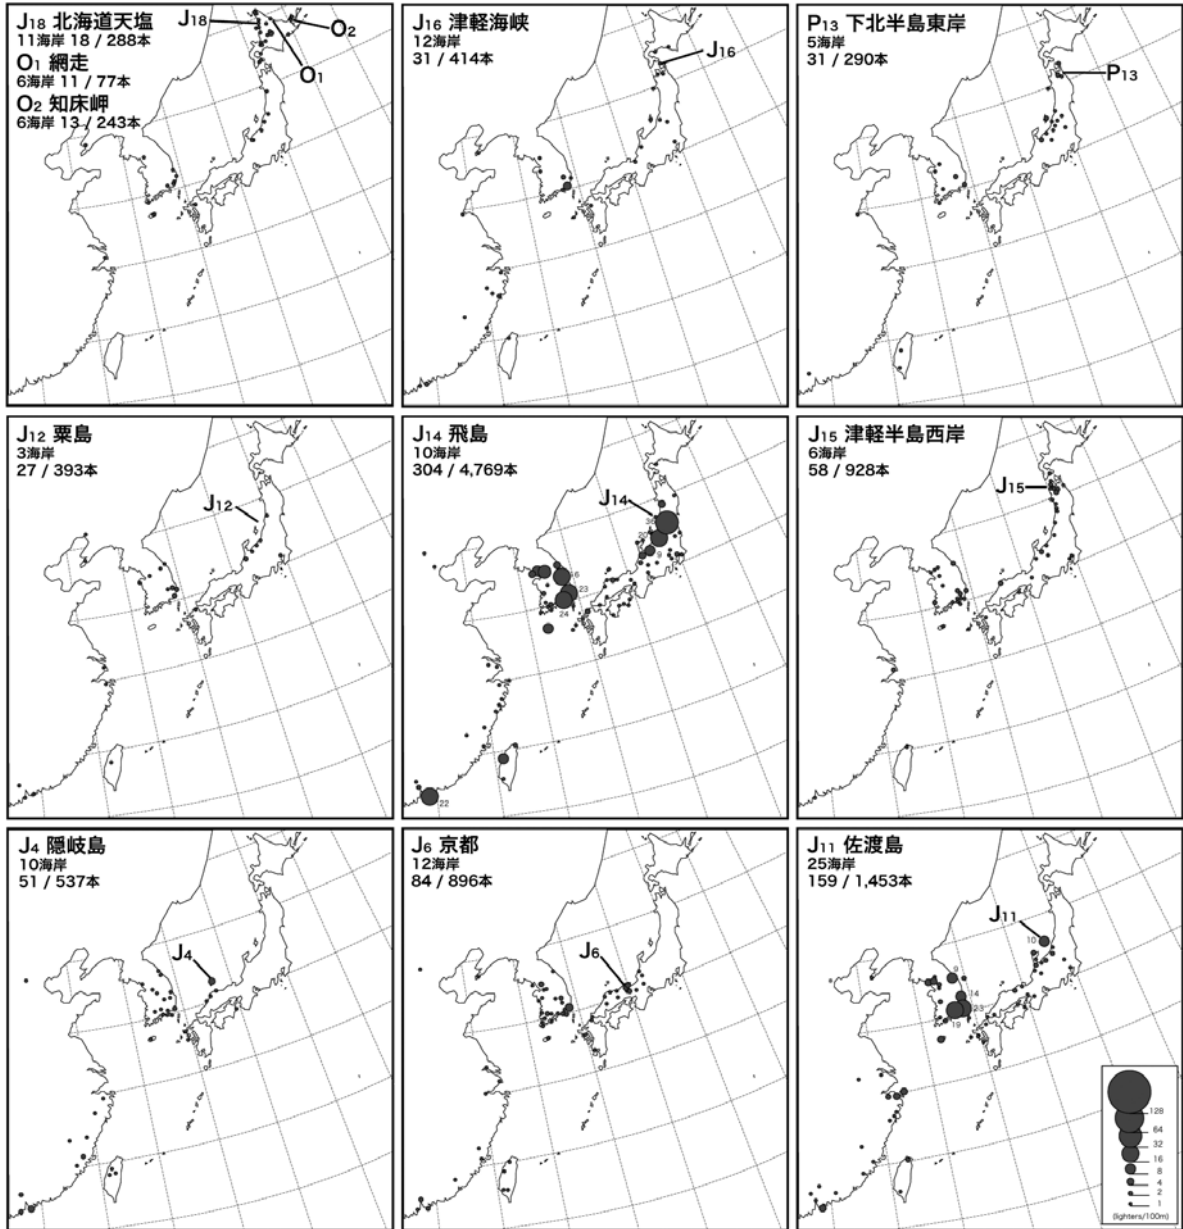 J18 北海道天塩
11海岸 18 / 288本
O1 網走
6海岸 11 / 77本
O2 知床岬
6海岸 13 / 243本
J18
O2
O1
J16 津軽海峡
12海岸
31 / 414本
J16
P13 下北半島東岸
5海岸
31 / 290本
P13
J12 粟島
3海岸
27 / 393本
J12
J14 飛島
10海岸
304 / 4,769本
J14
36
9
16
23
24
22
J15 津軽半島西岸
6海岸
58 / 928本
J15
J4 隠岐島
10海岸
51 / 537本
J4
J6 京都
12海岸
84 / 896本
J6
J11 佐渡島
25海岸
159 / 1,453本
J11
10
9
14
23
19
128
64
32
16
8
4
2
1
(lighters/100m)